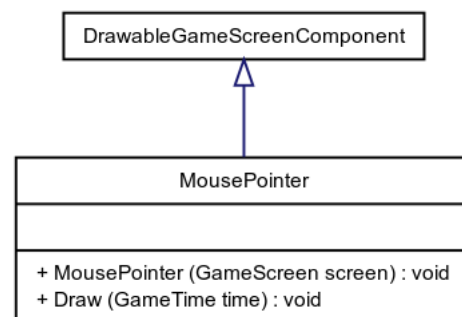 DrawableGameScreenComponent
MousePointer
+ MousePointer (GameScreen screen) : void
+ Draw (GameTime time) : void